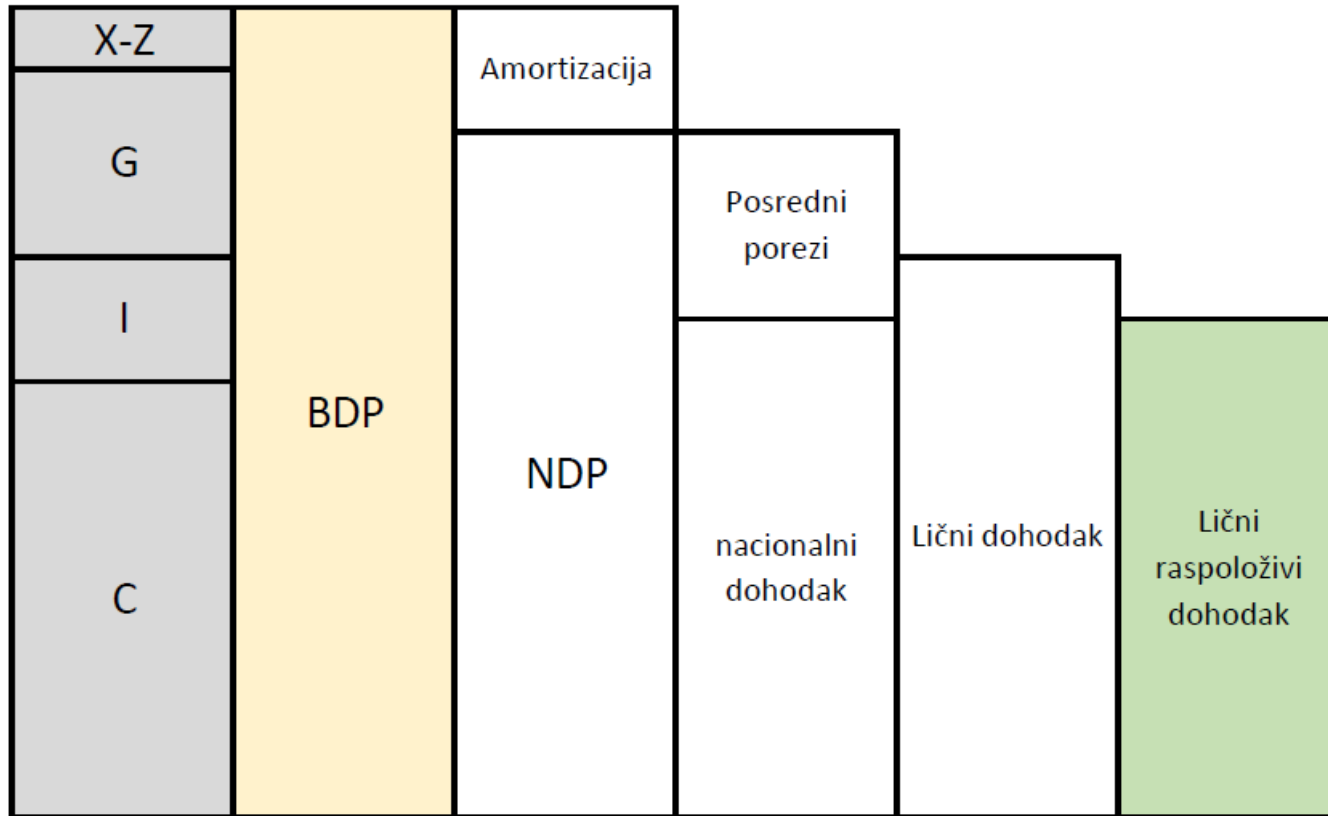 X-Z
G
I
C
BDP
Amortizacija
NDP
Posredni
porezi
nacionalni
dohodak
Lični dohodak
Lični
raspoloživi
dohodak